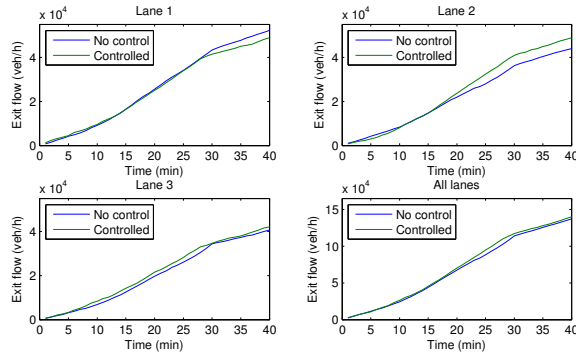 Lane 1
x 10^4
No control
Controlled
Exit flow (veh/h)
4
2
0
0 5 10 15 20 25 30 35 40
Time (min)
Lane 2
x 10^4
No control
Controlled
Exit flow (veh/h)
4
2
0
0 5 10 15 20 25 30 35 40
Time (min)
Lane 3
x 10^4
No control
Controlled
Exit flow (veh/h)
4
2
0
0 5 10 15 20 25 30 35 40
Time (min)
All lanes
x 10^4
No control
Controlled
Exit flow (veh/h)
15
10
5
0
0 5 10 15 20 25 30 35 40
Time (min)